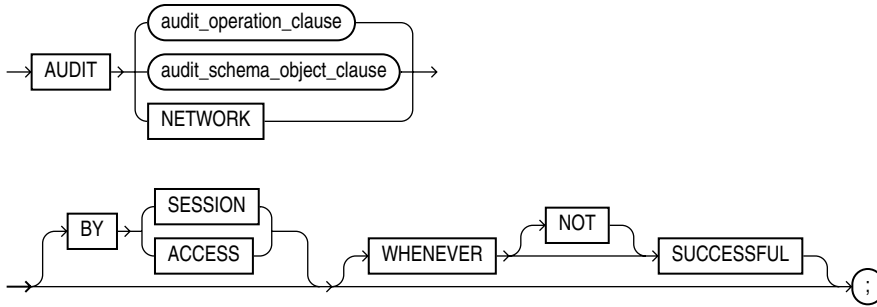 audit_operation_clause
AUDIT
audit_schema_object_clause
NETWORK
SESSION
BY
ACCESS
NOT
WHENEVER
SUCCESSFUL
;